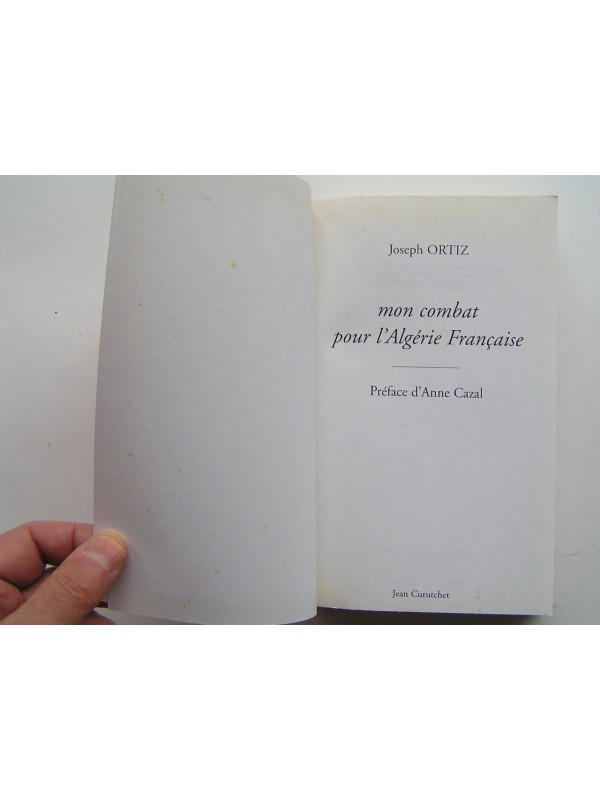 Joseph ORTIZ
mon combat
pour l'Algérie Française
Préface d'Anne Cazal
Jean Curutchet